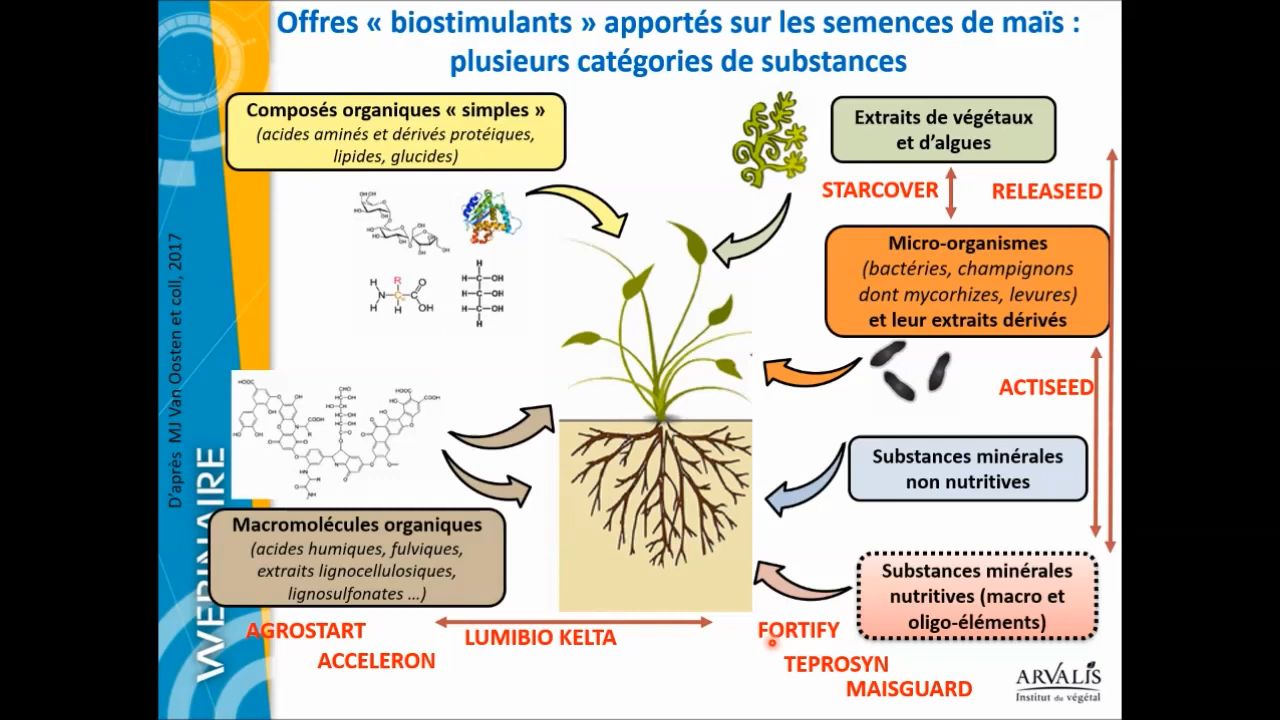 Offres « biostimulants » apportés sur les semences de maïs :
plusieurs catégories de substances
Composés organiques « simples »
(acides aminés et dérivés protéiques,
lipides, glucides)
Extraits de végétaux
et d'algues
STARCOVER
RELEASEED
Micro-organismes
(bactéries, champignons
dont mycorhizes, levures)
et leur extraits dérivés
ACTISEED
Substances minérales
non nutritives
Macromolécules organiques
(acides humiques, fulviques,
extraits lignocellulosiques,
lignosulfonates ...)
Substances minérales
nutritives (macro et
oligo-éléments)
AGROSTART
LUMIBIO KELTA
FORTIFY
ACCELERON
TEPROSYN
MAISGUARD
D'après MJ Van Oosten et coll, 2017
WEBINAIRE
ARVALIS
Institut du végétal